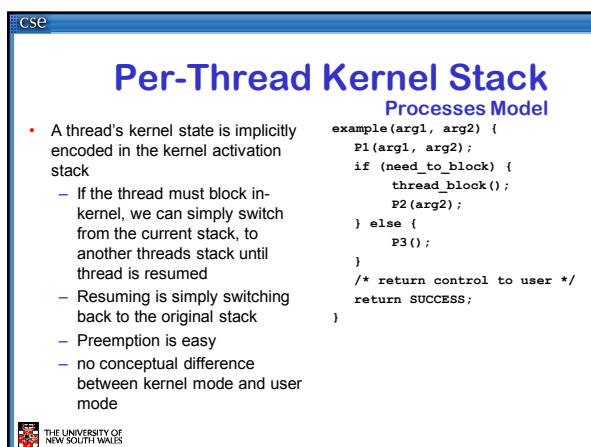 cse
Per-Thread Kernel Stack
Processes Model
• A thread's kernel state is implicitly
encoded in the kernel activation
stack
– If the thread must block in-
kernel, we can simply switch
from the current stack, to
another threads stack until
thread is resumed
– Resuming is simply switching
back to the original stack
– Preemption is easy
– no conceptual difference
between kernel mode and user
mode
example(arg1, arg2) {
P1(arg1, arg2);
if (need_to_block) {
thread_block();
P2(arg2);
} else {
P3();
}
/* return control to user */
return SUCCESS;
}
THE UNIVERSITY OF
NEW SOUTH WALES